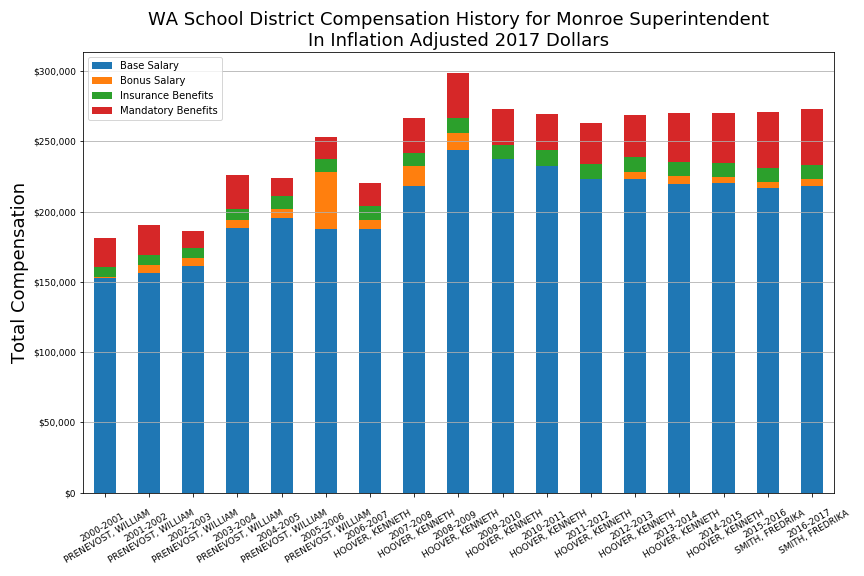 WA School District Compensation History for Monroe Superintendent
In Inflation Adjusted 2017 Dollars
Base Salary
Bonus Salary
Insurance Benefits
Mandatory Benefits
Total Compensation
$300,000
$250,000
$200,000
$150,000
$100,000
$50,000
$0
2000-2001
PRENEVOST, WILLIAM
2001-2002
PRENEVOST, WILLIAM
2002-2003
PRENEVOST, WILLIAM
2003-2004
PRENEVOST, WILLIAM
2004-2005
PRENEVOST, WILLIAM
2005-2006
PRENEVOST, WILLIAM
2006-2007
HOOVER, KENNETH
2007-2008
HOOVER, KENNETH
2008-2009
HOOVER, KENNETH
2009-2010
HOOVER, KENNETH
2010-2011
HOOVER, KENNETH
2011-2012
HOOVER, KENNETH
2012-2013
HOOVER, KENNETH
2013-2014
HOOVER, KENNETH
2014-2015
HOOVER, KENNETH
2015-2016
SMITH, FREDRIKA
2016-2017
SMITH, FREDRIKA